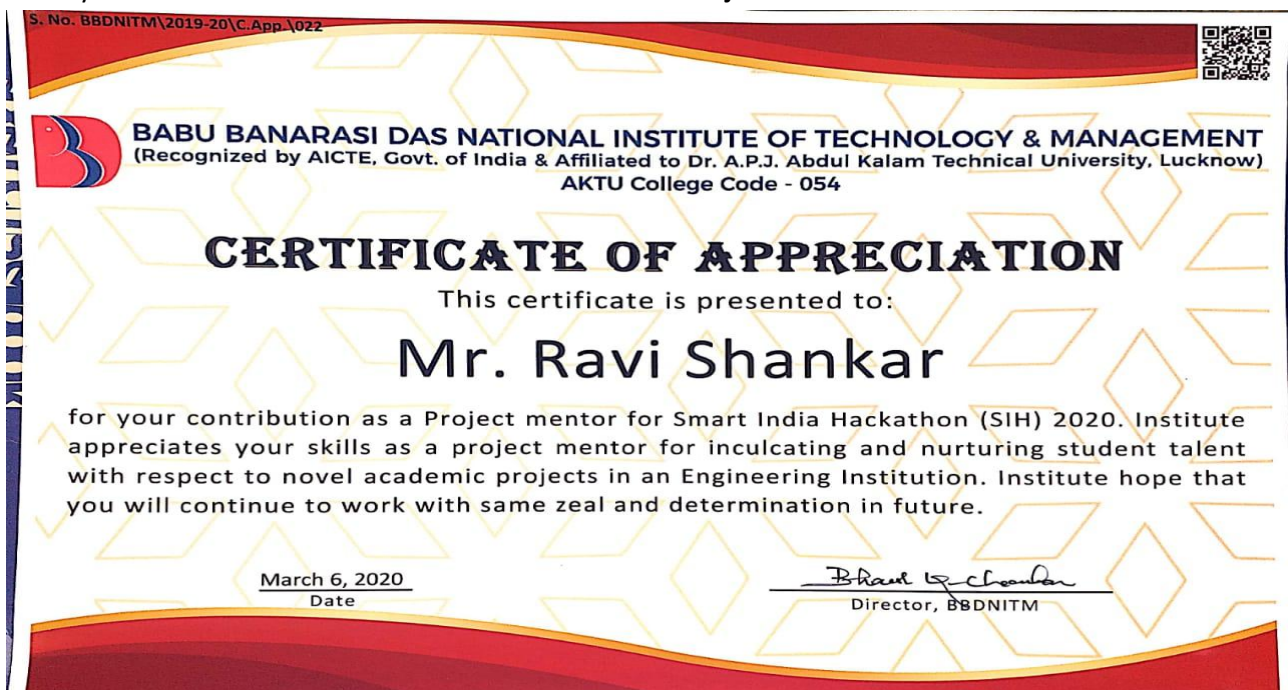 S. No. BBDNITM\2019-20\C.App.\022
BABU BANARASI DAS NATIONAL INSTITUTE OF TECHNOLOGY & MANAGEMENT
(Recognized by AICTE, Govt. of India & Affiliated to Dr. A.P.J. Abdul Kalam Technical University, Lucknow)
AKTU College Code - 054
CERTIFICATE OF APPRECIATION
This certificate is presented to:
Mr. Ravi Shankar
for your contribution as a Project mentor for Smart India Hackathon (SIH) 2020. Institute
appreciates your skills as a project mentor for inculcating and nurturing student talent
with respect to novel academic projects in an Engineering Institution. Institute hope that
you will continue to work with same zeal and determination in future.
March 6, 2020
Date
Director, BBDNITM